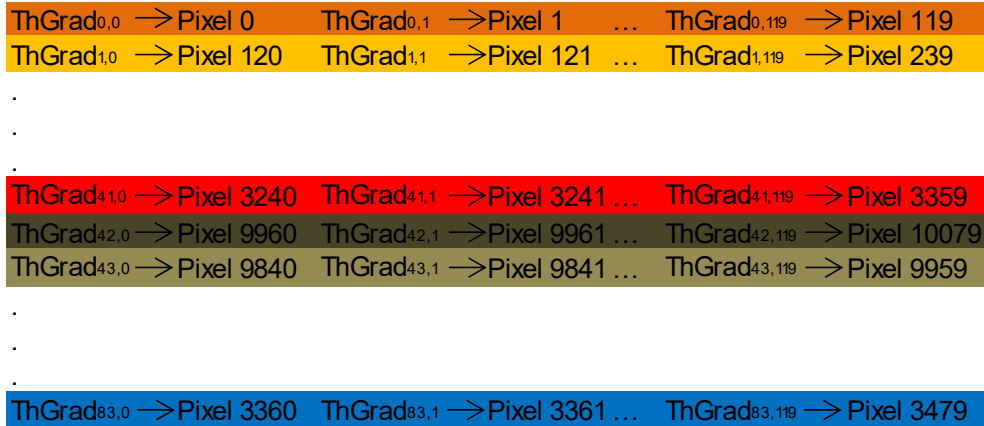 ThGrad0,0 → Pixel 0 ThGrad0,1 → Pixel 1 … ThGrad0,119 → Pixel 119
ThGrad1,0 → Pixel 120 ThGrad1,1 → Pixel 121 … ThGrad1,119 → Pixel 239
.
.
.
ThGrad41,0 → Pixel 3240 ThGrad41,1 → Pixel 3241 … ThGrad41,119 → Pixel 3359
ThGrad42,0 → Pixel 9960 ThGrad42,1 → Pixel 9961 … ThGrad42,119 → Pixel 10079
ThGrad43,0 → Pixel 9840 ThGrad43,1 → Pixel 9841 … ThGrad43,119 → Pixel 9959
.
.
.
ThGrad83,0 → Pixel 3360 ThGrad83,1 → Pixel 3361 … ThGrad83,119 → Pixel 3479